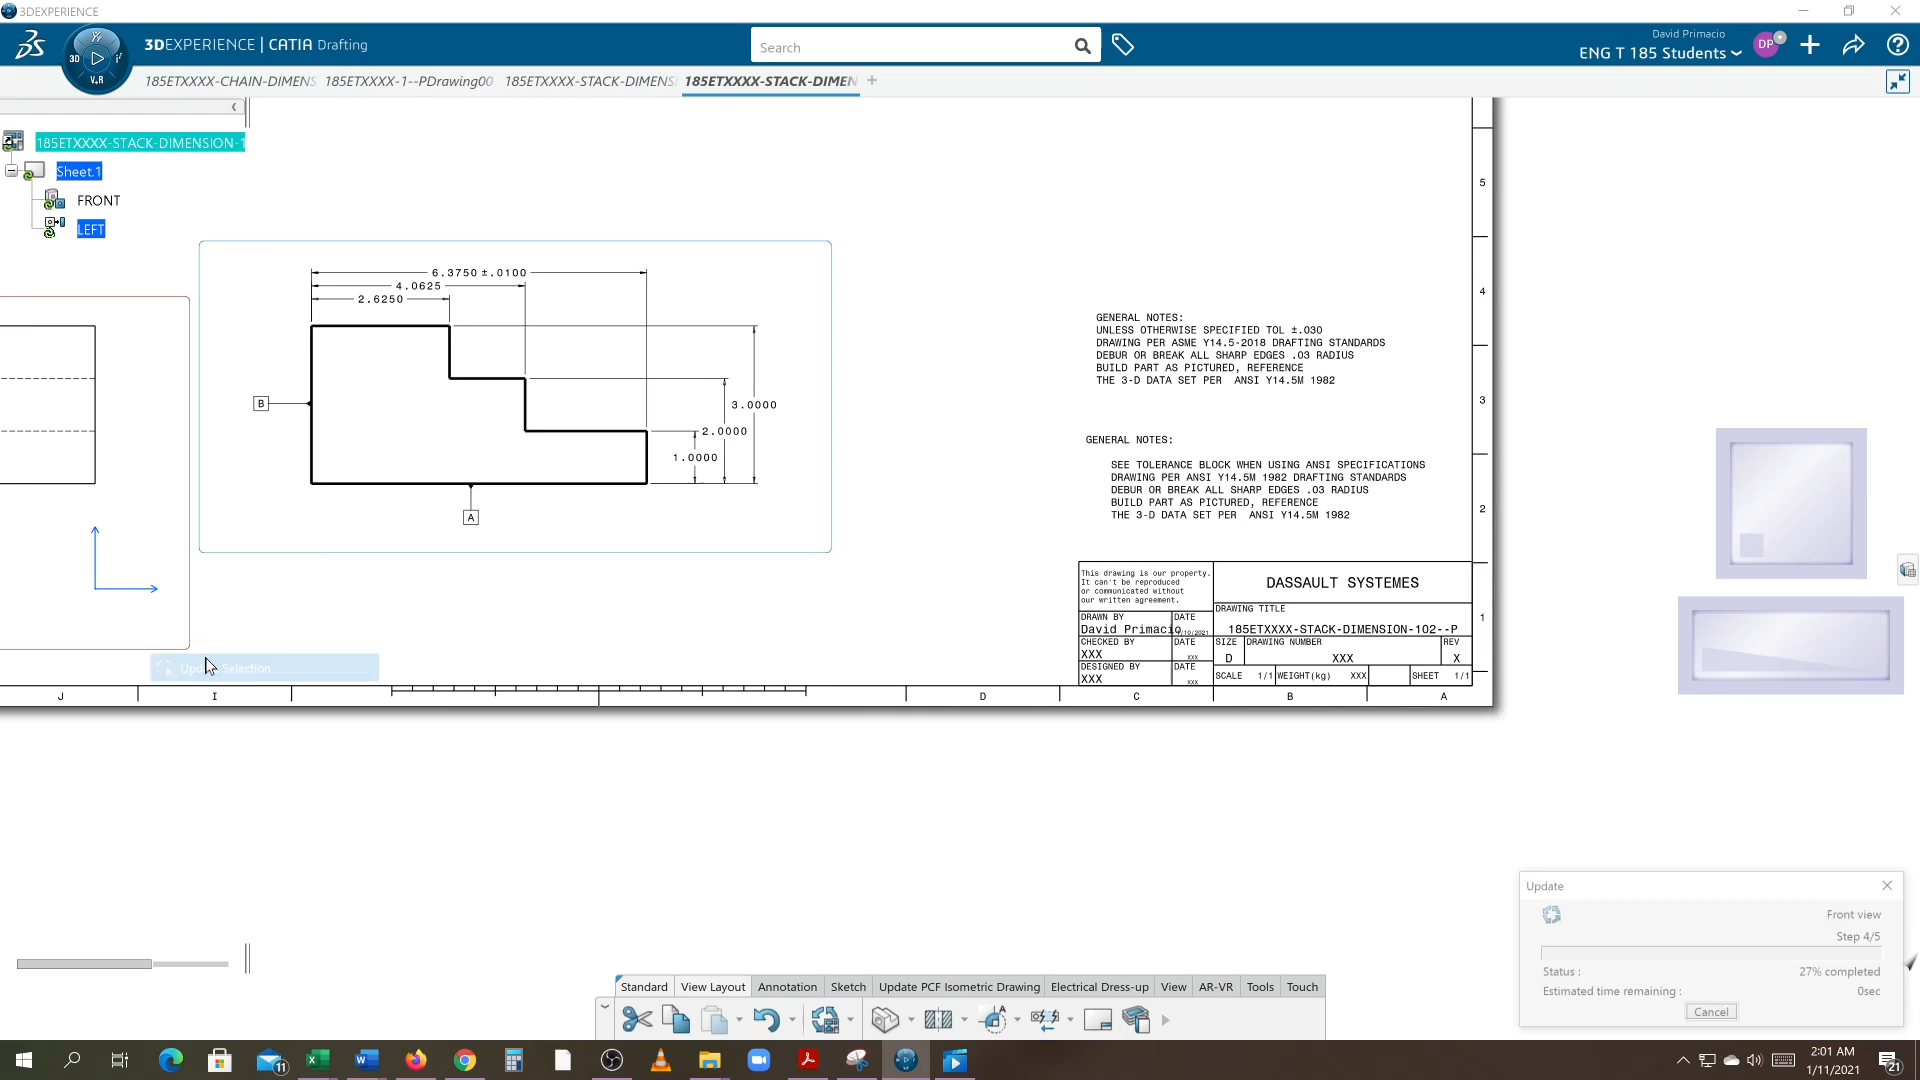 3DEXPERIENCE
3DEXPERIENCE | CATIA Drafting
Search
David Primacio
ENG T 185 Students
DP
3D
V.R
185ETXXXX-CHAIN-DIMENS
185ETXXXX-1--PDrawing00
185ETXXXX-STACK-DIMENS
185ETXXXX-STACK-DIMEN
185ETXXXX-STACK-DIMENSION-1
Sheet.1
FRONT
LEFT
5
4
3
2
1
6.3750 ±.0100
4.0625
2.6250
B
3.0000
2.0000
1.0000
A
GENERAL NOTES:
UNLESS OTHERWISE SPECIFIED TOL ±.030
DRAWING PER ASME Y14.5-2018 DRAFTING STANDARDS
DEBUR OR BREAK ALL SHARP EDGES .03 RADIUS
BUILD PART AS PICTURED, REFERENCE
THE 3-D DATA SET PER ANSI Y14.5M 1982
GENERAL NOTES:
SEE TOLERANCE BLOCK WHEN USING ANSI SPECIFICATIONS
DRAWING PER ANSI Y14.5M 1982 DRAFTING STANDARDS
DEBUR OR BREAK ALL SHARP EDGES .03 RADIUS
BUILD PART AS PICTURED, REFERENCE
THE 3-D DATA SET PER ANSI Y14.5M 1982
This drawing is our property.
It can't be reproduced
or communicated without
our written agreement.
DASSAULT SYSTEMES
DRAWING TITLE
185ETXXXX-STACK-DIMENSION-102--P
DRAWN BY
David Primacio
DATE
/10/2021
CHECKED BY
XXX
DATE
XXX
DESIGNED BY
XXX
DATE
XXX
SIZE
D
DRAWING NUMBER
XXX
REV
X
SCALE 1/1
WEIGHT(kg) XXX
SHEET 1/1
Selection
J
I
D
C
B
A
Update
Front view
Step 4/5
Status :
27% completed
Estimated time remaining :
0sec
Cancel
Standard
View Layout
Annotation
Sketch
Update PCF Isometric Drawing
Electrical Dress-up
View
AR-VR
Tools
Touch
11
2:01 AM
1/11/2021
21